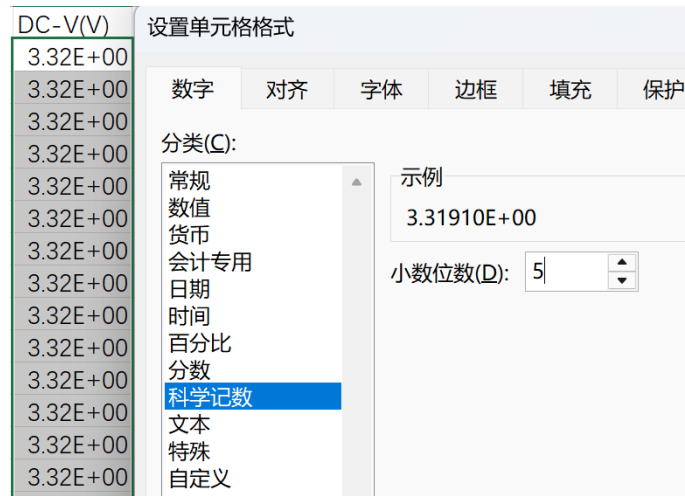 DC-V(V)
3.32E+00
3.32E+00
3.32E+00
3.32E+00
3.32E+00
3.32E+00
3.32E+00
3.32E+00
3.32E+00
3.32E+00
3.32E+00
3.32E+00
3.32E+00
3.32E+00
设置单元格格式
数字 对齐 字体 边框 填充 保护
分类(C):
常规
数值
货币
会计专用
日期
时间
百分比
分数
科学记数
文本
特殊
自定义
示例
3.31910E+00
小数位数(D): 5